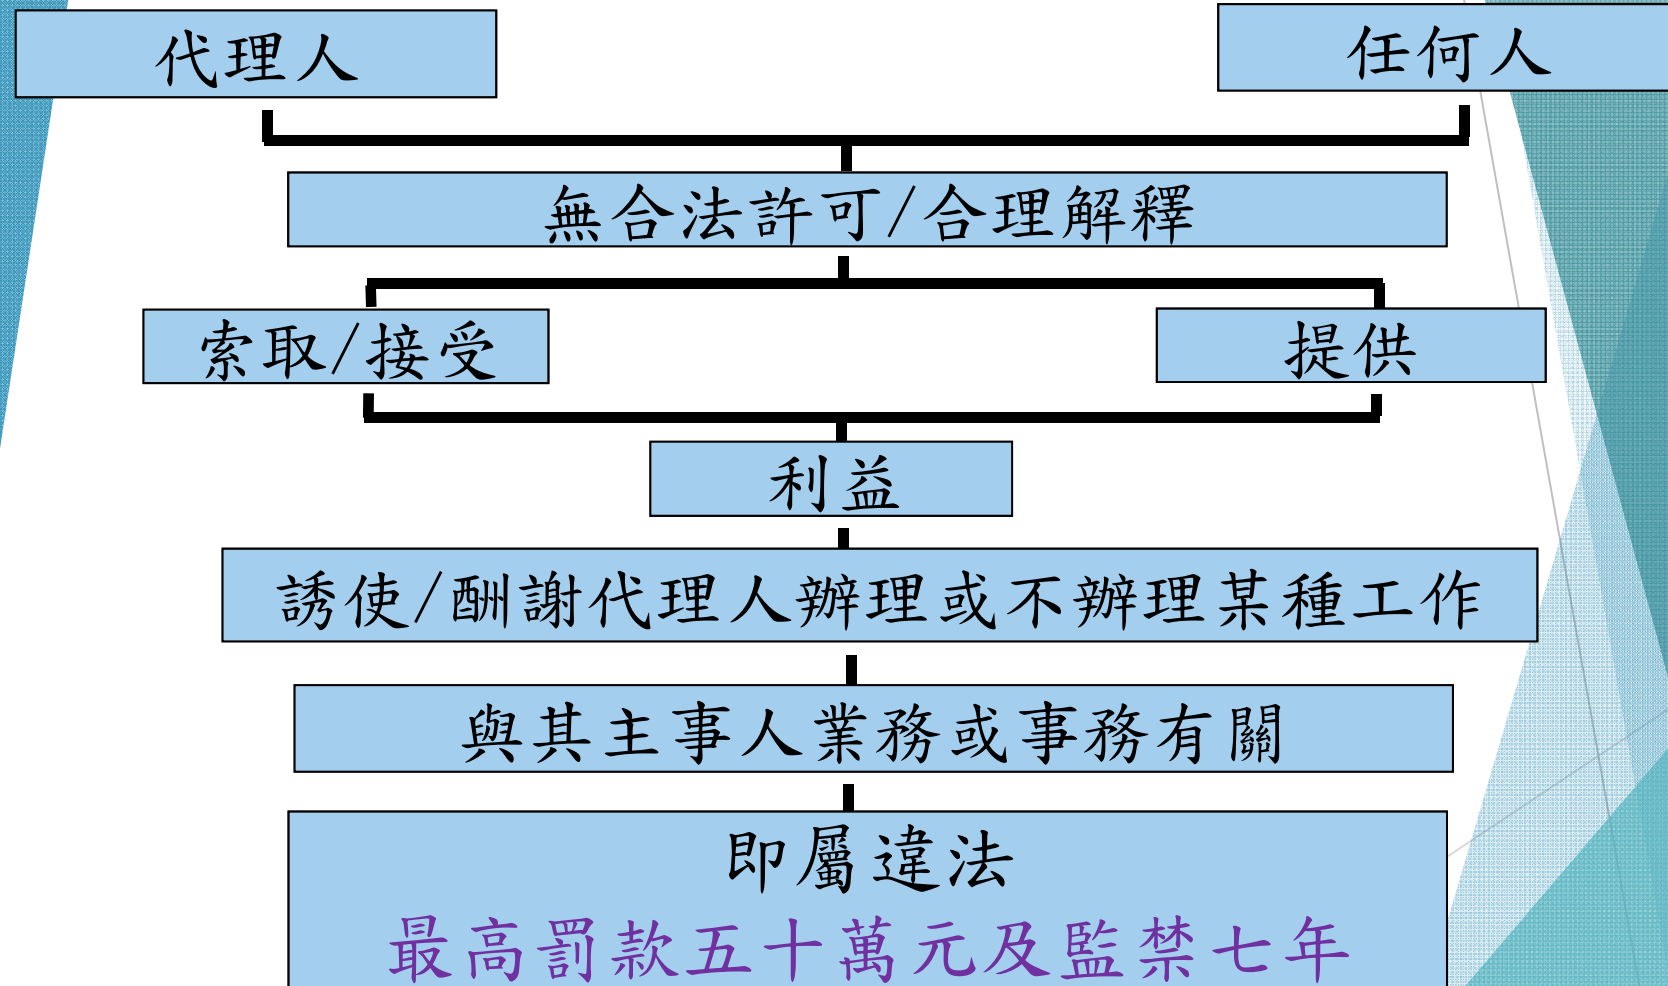 代理人
任何人
無合法許可/合理解釋
索取/接受
提供
利益
誘使/酬謝代理人辦理或不辦理某種工作
與其主事人業務或事務有關
即屬違法
最高罰款五十萬元及監禁七年